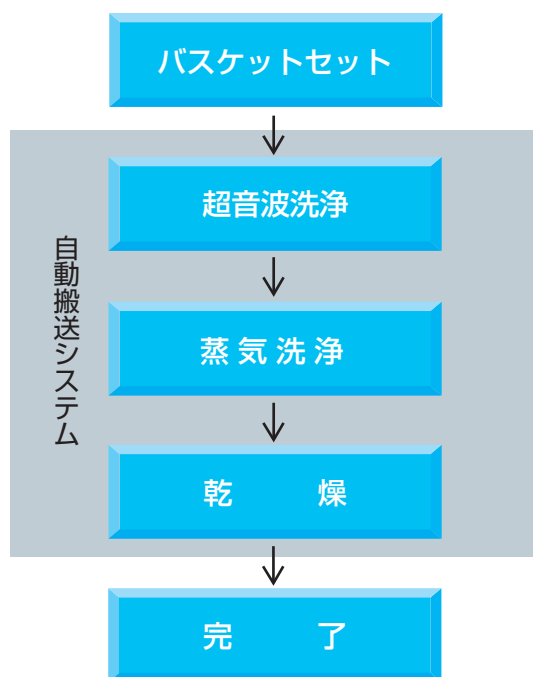 バスケットセット
自動搬送システム
超音波洗浄
蒸気洗浄
乾燥
完了